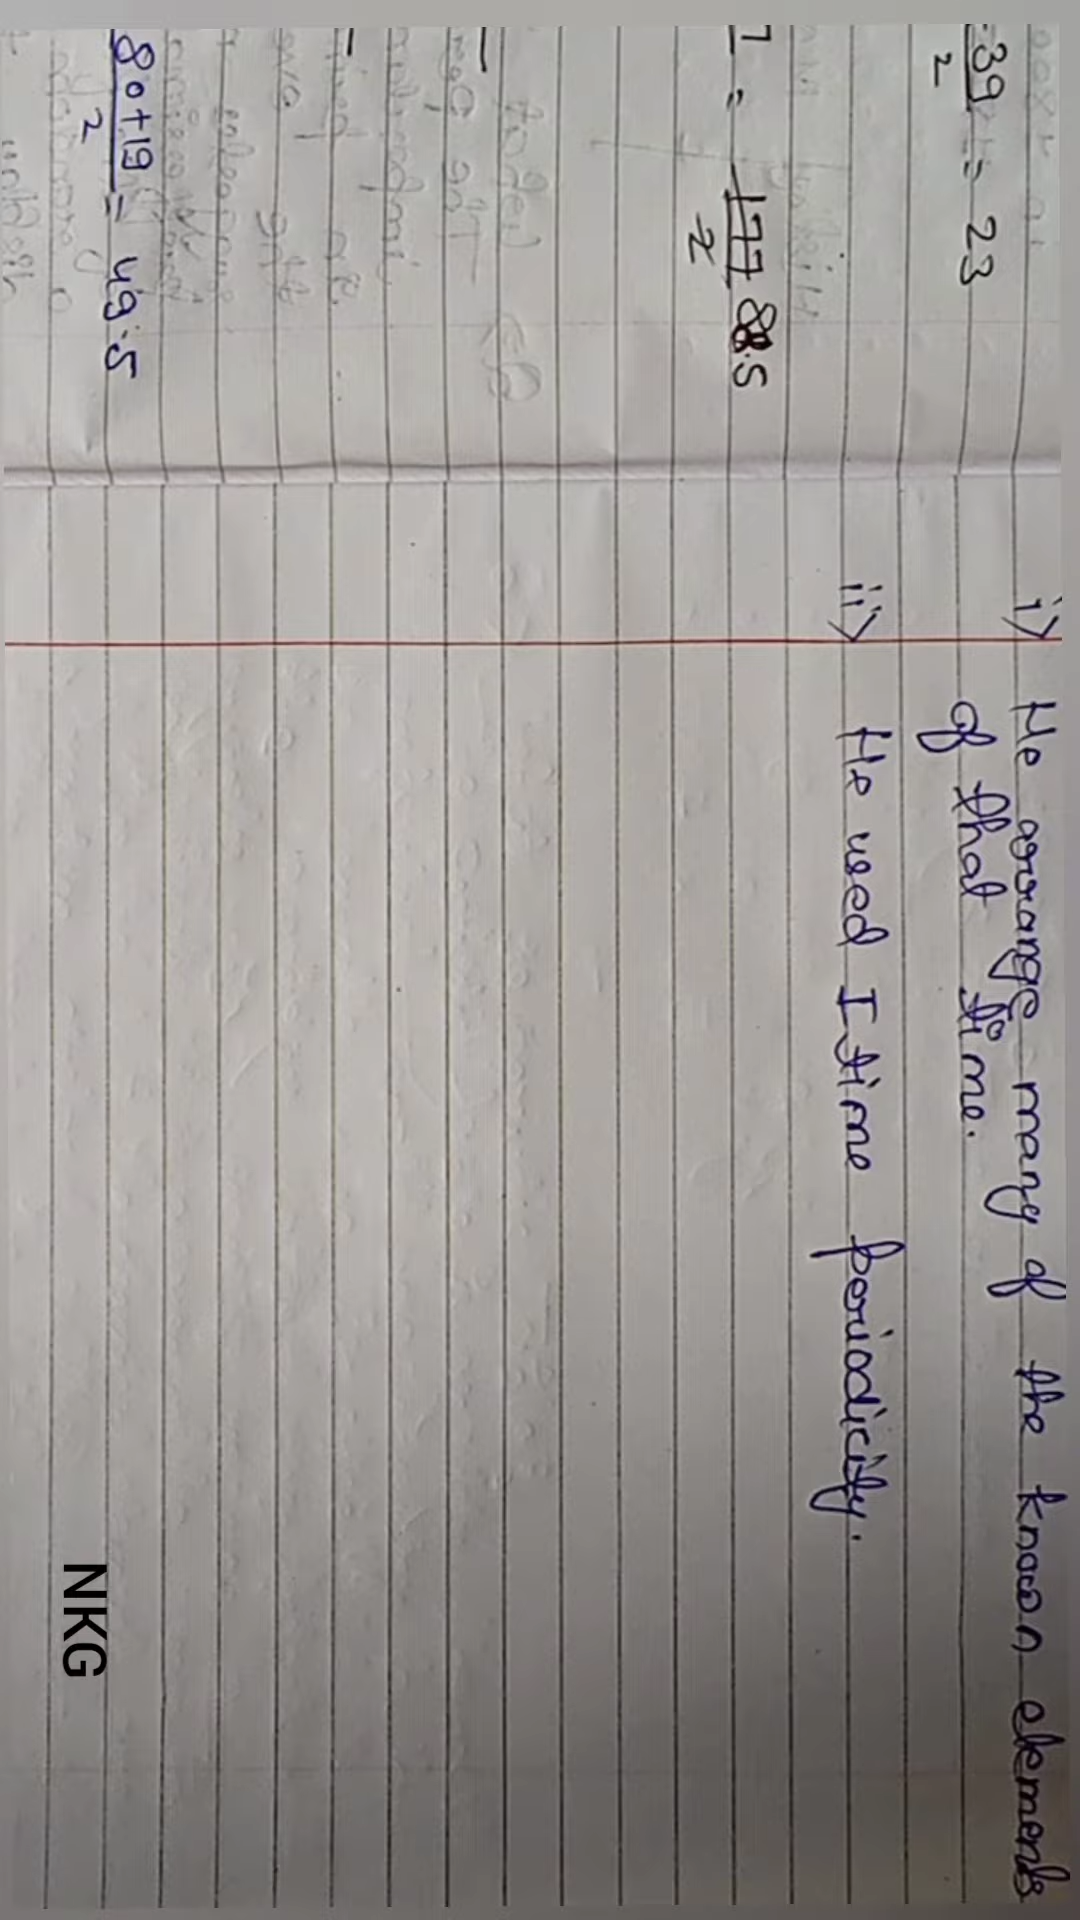 39 = 23
2
7 = 177 88.5
2
80+19 = 49.5
2
i> He arrange many of the known elements
of that time.
ii> He used I time periodicity.
NKG